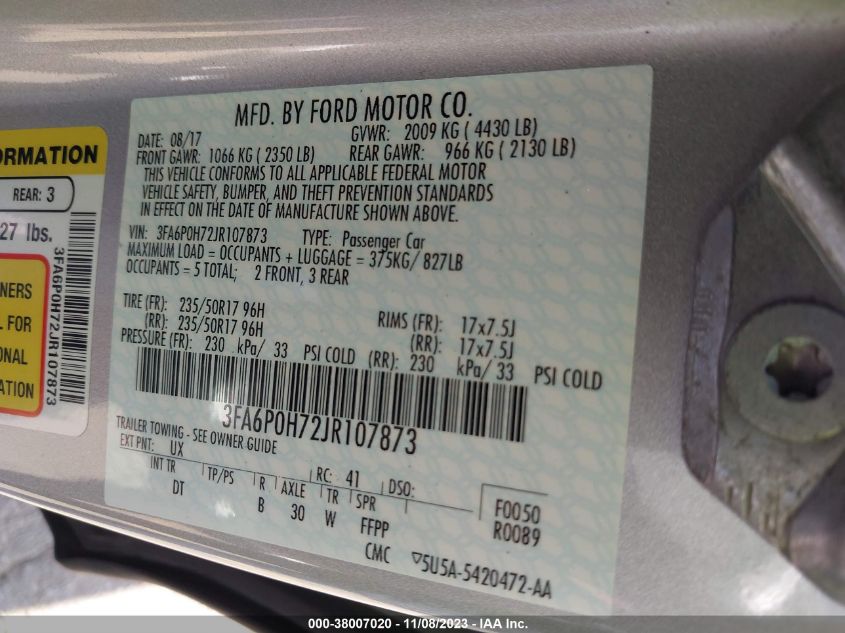 MFD. BY FORD MOTOR CO.
DATE: 08/17 GVWR: 2009 KG ( 4430 LB)
FRONT GAWR: 1066 KG ( 2350 LB) REAR GAWR: 966 KG ( 2130 LB)
THIS VEHICLE CONFORMS TO ALL APPLICABLE FEDERAL MOTOR
VEHICLE SAFETY, BUMPER, AND THEFT PREVENTION STANDARDS
IN EFFECT ON THE DATE OF MANUFACTURE SHOWN ABOVE.
VIN: 3FA6P0H72JR107873 TYPE: Passenger Car
MAXIMUM LOAD = OCCUPANTS + LUGGAGE = 375KG/ 827LB
OCCUPANTS = 5 TOTAL; 2 FRONT, 3 REAR
TIRE (FR): 235/50R17 96H RIMS (FR): 17x7.5J
(RR): 235/50R17 96H (RR): 17x7.5J
PRESSURE (FR): 230 kPa/ 33 PSI COLD (RR): 230 kPa/ 33 PSI COLD
3FA6P0H72JR107873
TRAILER TOWING - SEE OWNER GUIDE
EXT PNT: UX RC: 41 DSO:
INT TR TP/PS R AXLE TR SPR F0050
DT B 30 W FFPP R0089
CMC ▽5U5A-5420472-AA
ORMATION
REAR: 3
27 lbs.
NERS
L FOR
ONAL
ATION
3FA6P0H72JR107873
000-38007020 - 11/08/2023 - IAA Inc.